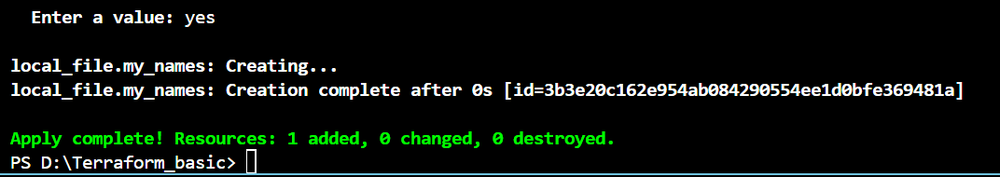 Enter a value: yes
local_file.my_names: Creating...
local_file.my_names: Creation complete after 0s [id=3b3e20c162e954ab084290554ee1d0bfe369481a]
Apply complete! Resources: 1 added, 0 changed, 0 destroyed.
PS D:\Terraform_basic>